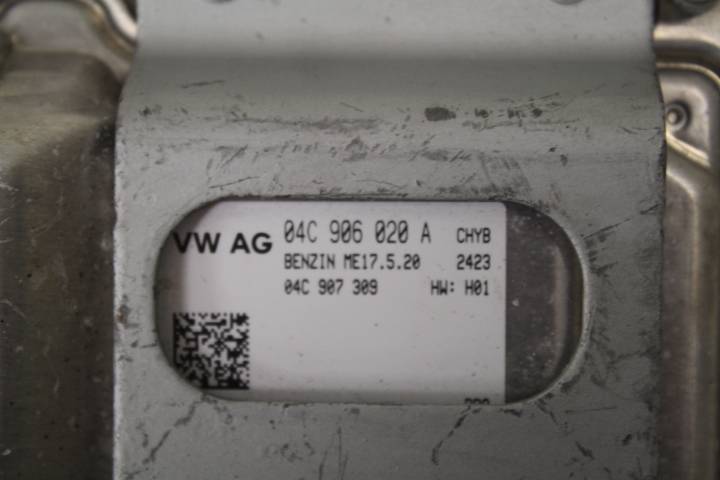 VW AG 04C 906 020 A CHYB
BENZIN ME17.5.20 2423
04C 907 309 HW: H01